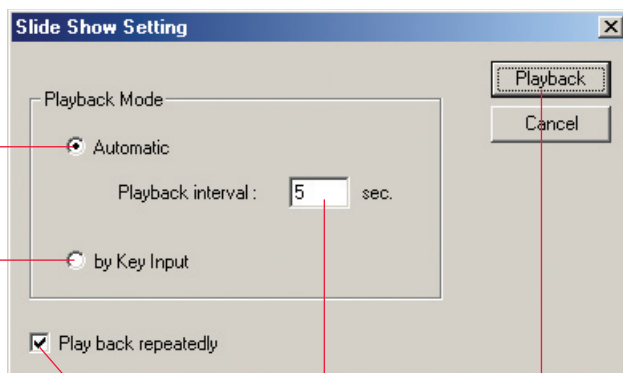 Slide Show Setting
Playback
Playback Mode
Cancel
Automatic
Playback interval : 5 sec.
by Key Input
Play back repeatedly